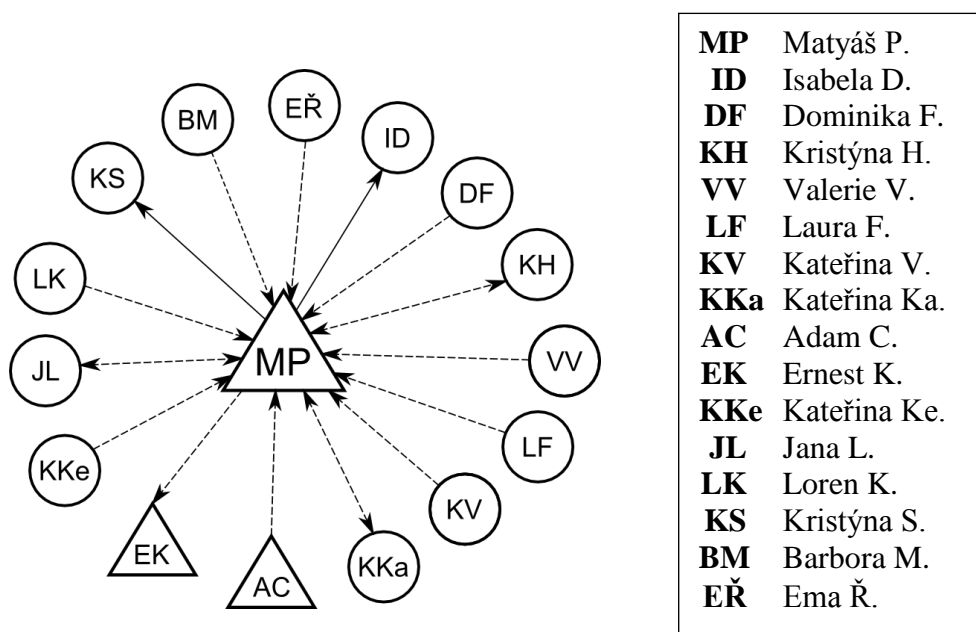 EŘ
BM
ID
KS
DF
LK
KH
MP
JL
VV
KKe
LF
KV
EK
AC
KKa
MP Matyáš P.
ID Isabela D.
DF Dominika F.
KH Kristýna H.
VV Valerie V.
LF Laura F.
KV Kateřina V.
KKa Kateřina Ka.
AC Adam C.
EK Ernest K.
KKe Kateřina Ke.
JL Jana L.
LK Loren K.
KS Kristýna S.
BM Barbora M.
EŘ Ema Ř.